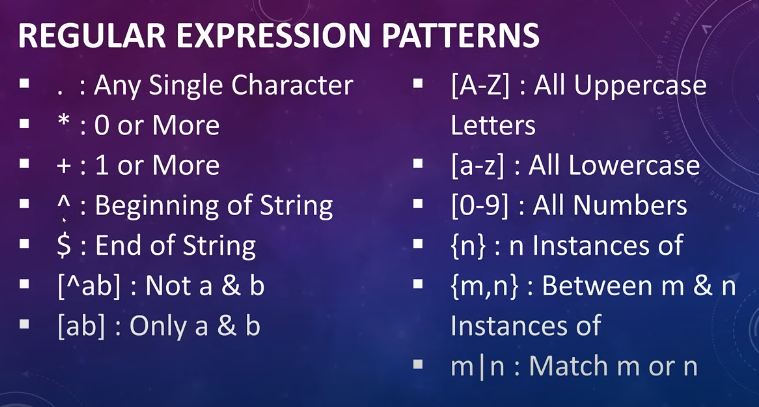 REGULAR EXPRESSION PATTERNS
▪ . : Any Single Character
▪ * : 0 or More
▪ + : 1 or More
▪ ^ : Beginning of String
▪ $ : End of String
▪ [^ab] : Not a & b
▪ [ab] : Only a & b
▪ [A-Z] : All Uppercase
Letters
▪ [a-z] : All Lowercase
▪ [0-9] : All Numbers
▪ {n} : n Instances of
▪ {m,n} : Between m & n
Instances of
▪ m|n : Match m or n